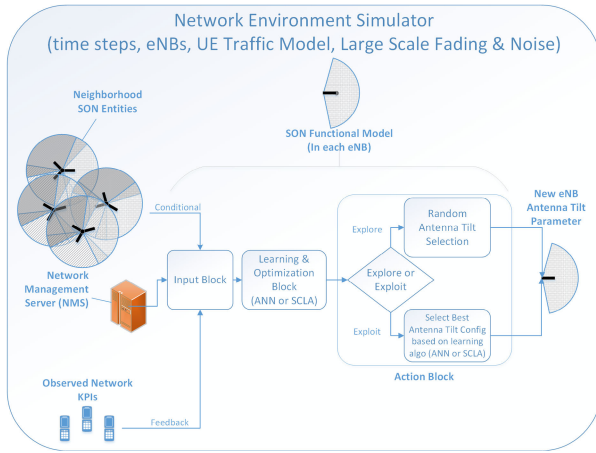 Network Environment Simulator
(time steps, eNBs, UE Traffic Model, Large Scale Fading & Noise)
Neighborhood
SON Entities
SON Functional Model
(In each eNB)
New eNB
Antenna Tilt
Parameter
Conditional
Network
Management
Server (NMS)
Input Block
Learning &
Optimization
Block
(ANN or SCLA)
Explore
Explore or
Exploit
Exploit
Random
Antenna Tilt
Selection
Select Best
Antenna Tilt Config
based on learning
algo (ANN or SCLA)
Action Block
Observed Network
KPIs
Feedback